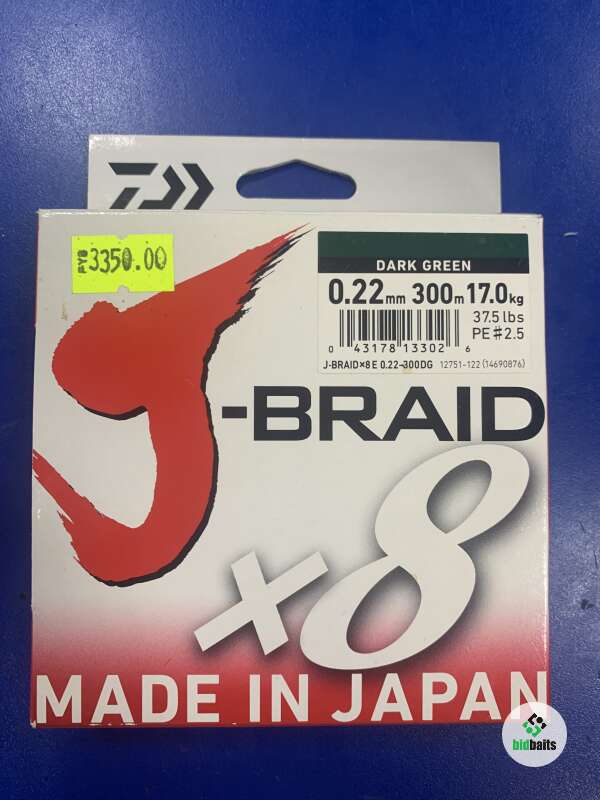 РУБ 3350.00
DARK GREEN
0.22mm 300m 17.0kg
37.5 lbs
PE#2.5
0 43178 13302 6
J-BRAID×8E 0.22-300DG 12751-122 (14690876)
J-BRAID
×8
MADE IN JAPAN
bidbaits